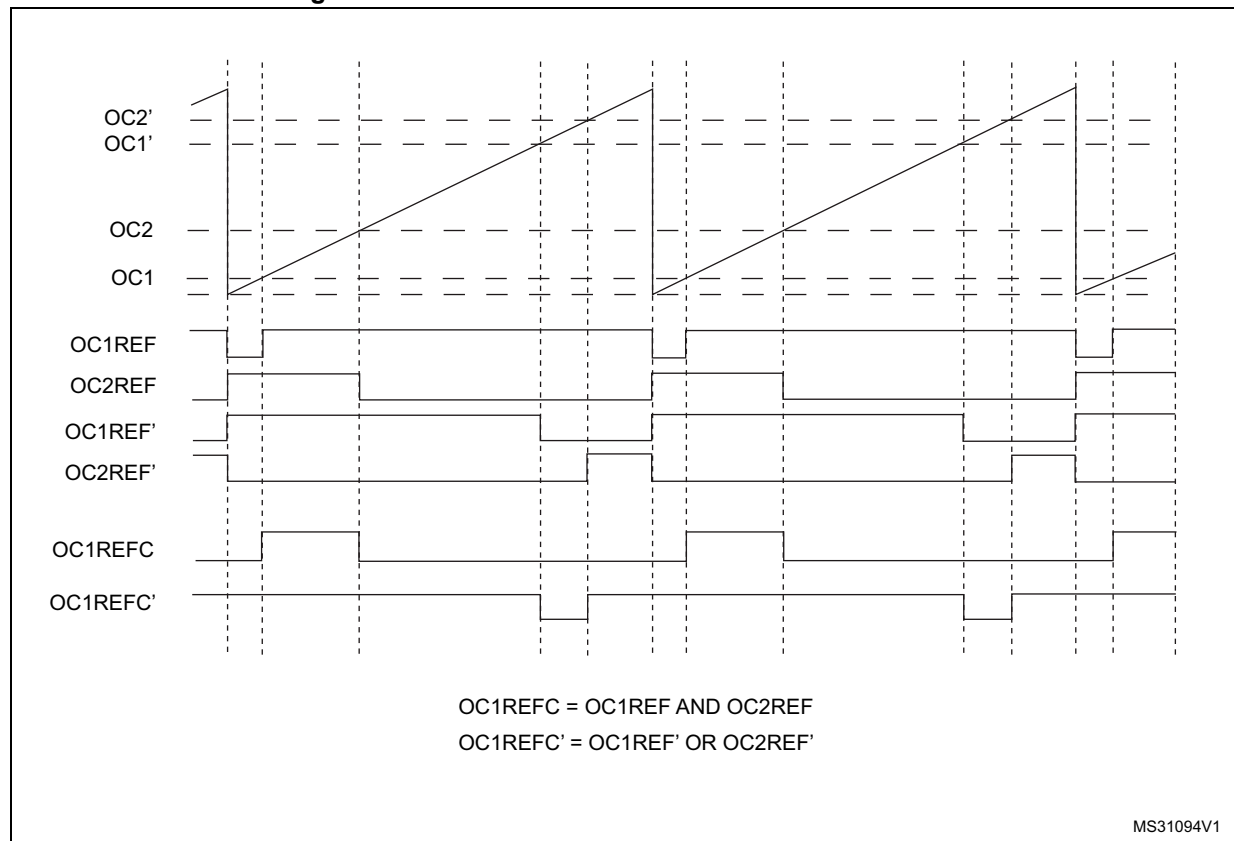 OC2’
OC1’
OC2
OC1
OC1REF
OC2REF
OC1REF’
OC2REF’
OC1REFC
OC1REFC’
OC1REFC = OC1REF AND OC2REF
OC1REFC’ = OC1REF’ OR OC2REF’
MS31094V1